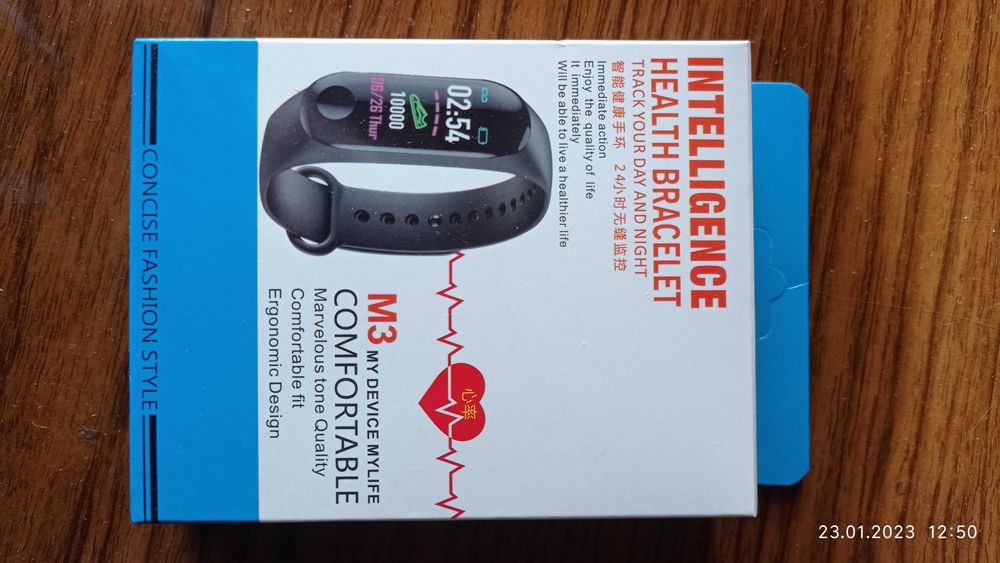 INTELLIGENCE
HEALTH BRACELET
TRACK YOUR DAY AND NIGHT
智能健康手环 24小时无缝监控
Immediate action
Enjoy the quality of life
It immediately
Will be able to live a healthier life
02:54
10000
06/26 Thur
心率
M3 MY DEVICE MYLIFE
COMFORTABLE
Marvelous tone Quality
Comfortable fit
Ergonomic Design
CONCISE FASHION STYLE
23.01.2023 12:50